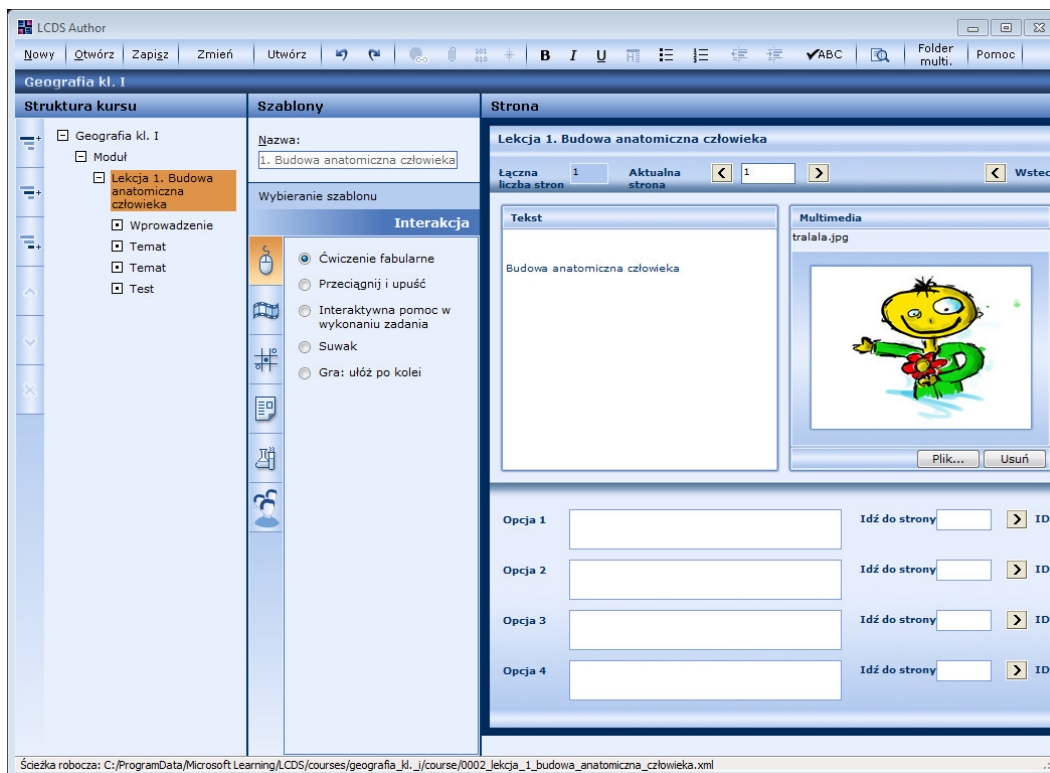 LCDS Author
Nowy Otwórz Zapisz Zmień Utwórz 101 010 B I U ABC Folder multi. Pomoc
Geografia kl. I
Struktura kursu Szablony Strona
Geografia kl. I
Moduł
Lekcja 1. Budowa
anatomiczna
człowieka
Wprowadzenie
Temat
Temat
Test
Nazwa:
1. Budowa anatomiczna człowieka
Wybieranie szablonu
Interakcja
Ćwiczenie fabularne
Przeciągnij i upuść
Interaktywna pomoc w
wykonaniu zadania
Suwak
Gra: ułóż po kolei
Lekcja 1. Budowa anatomiczna człowieka
Łączna
liczba stron 1 Aktualna
strona 1 Wstec
Tekst
Budowa anatomiczna człowieka
Multimedia
tralala.jpg
Plik... Usuń
Opcja 1 Idź do strony ID
Opcja 2 Idź do strony ID
Opcja 3 Idź do strony ID
Opcja 4 Idź do strony ID
Ścieżka robocza: C:/ProgramData/Microsoft Learning/LCDS/courses/geografia_kl._i/course/0002_lekcja_1_budowa_anatomiczna_człowieka.xml